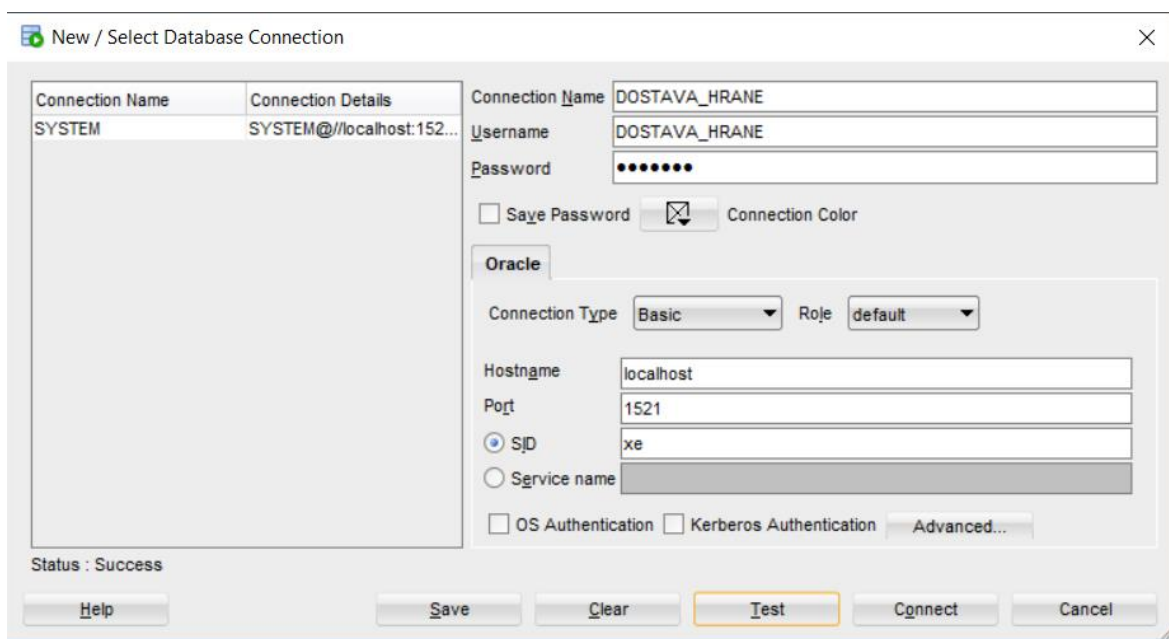 New / Select Database Connection
Connection Name Connection Details
SYSTEM SYSTEM@//localhost:152...
Connection Name DOSTAVA_HRANE
Username DOSTAVA_HRANE
Password •••••••
Save Password Connection Color
Oracle
Connection Type Basic Role default
Hostname localhost
Port 1521
SID xe
Service name
OS Authentication Kerberos Authentication Advanced...
Status : Success
Help Save Clear Test Connect Cancel